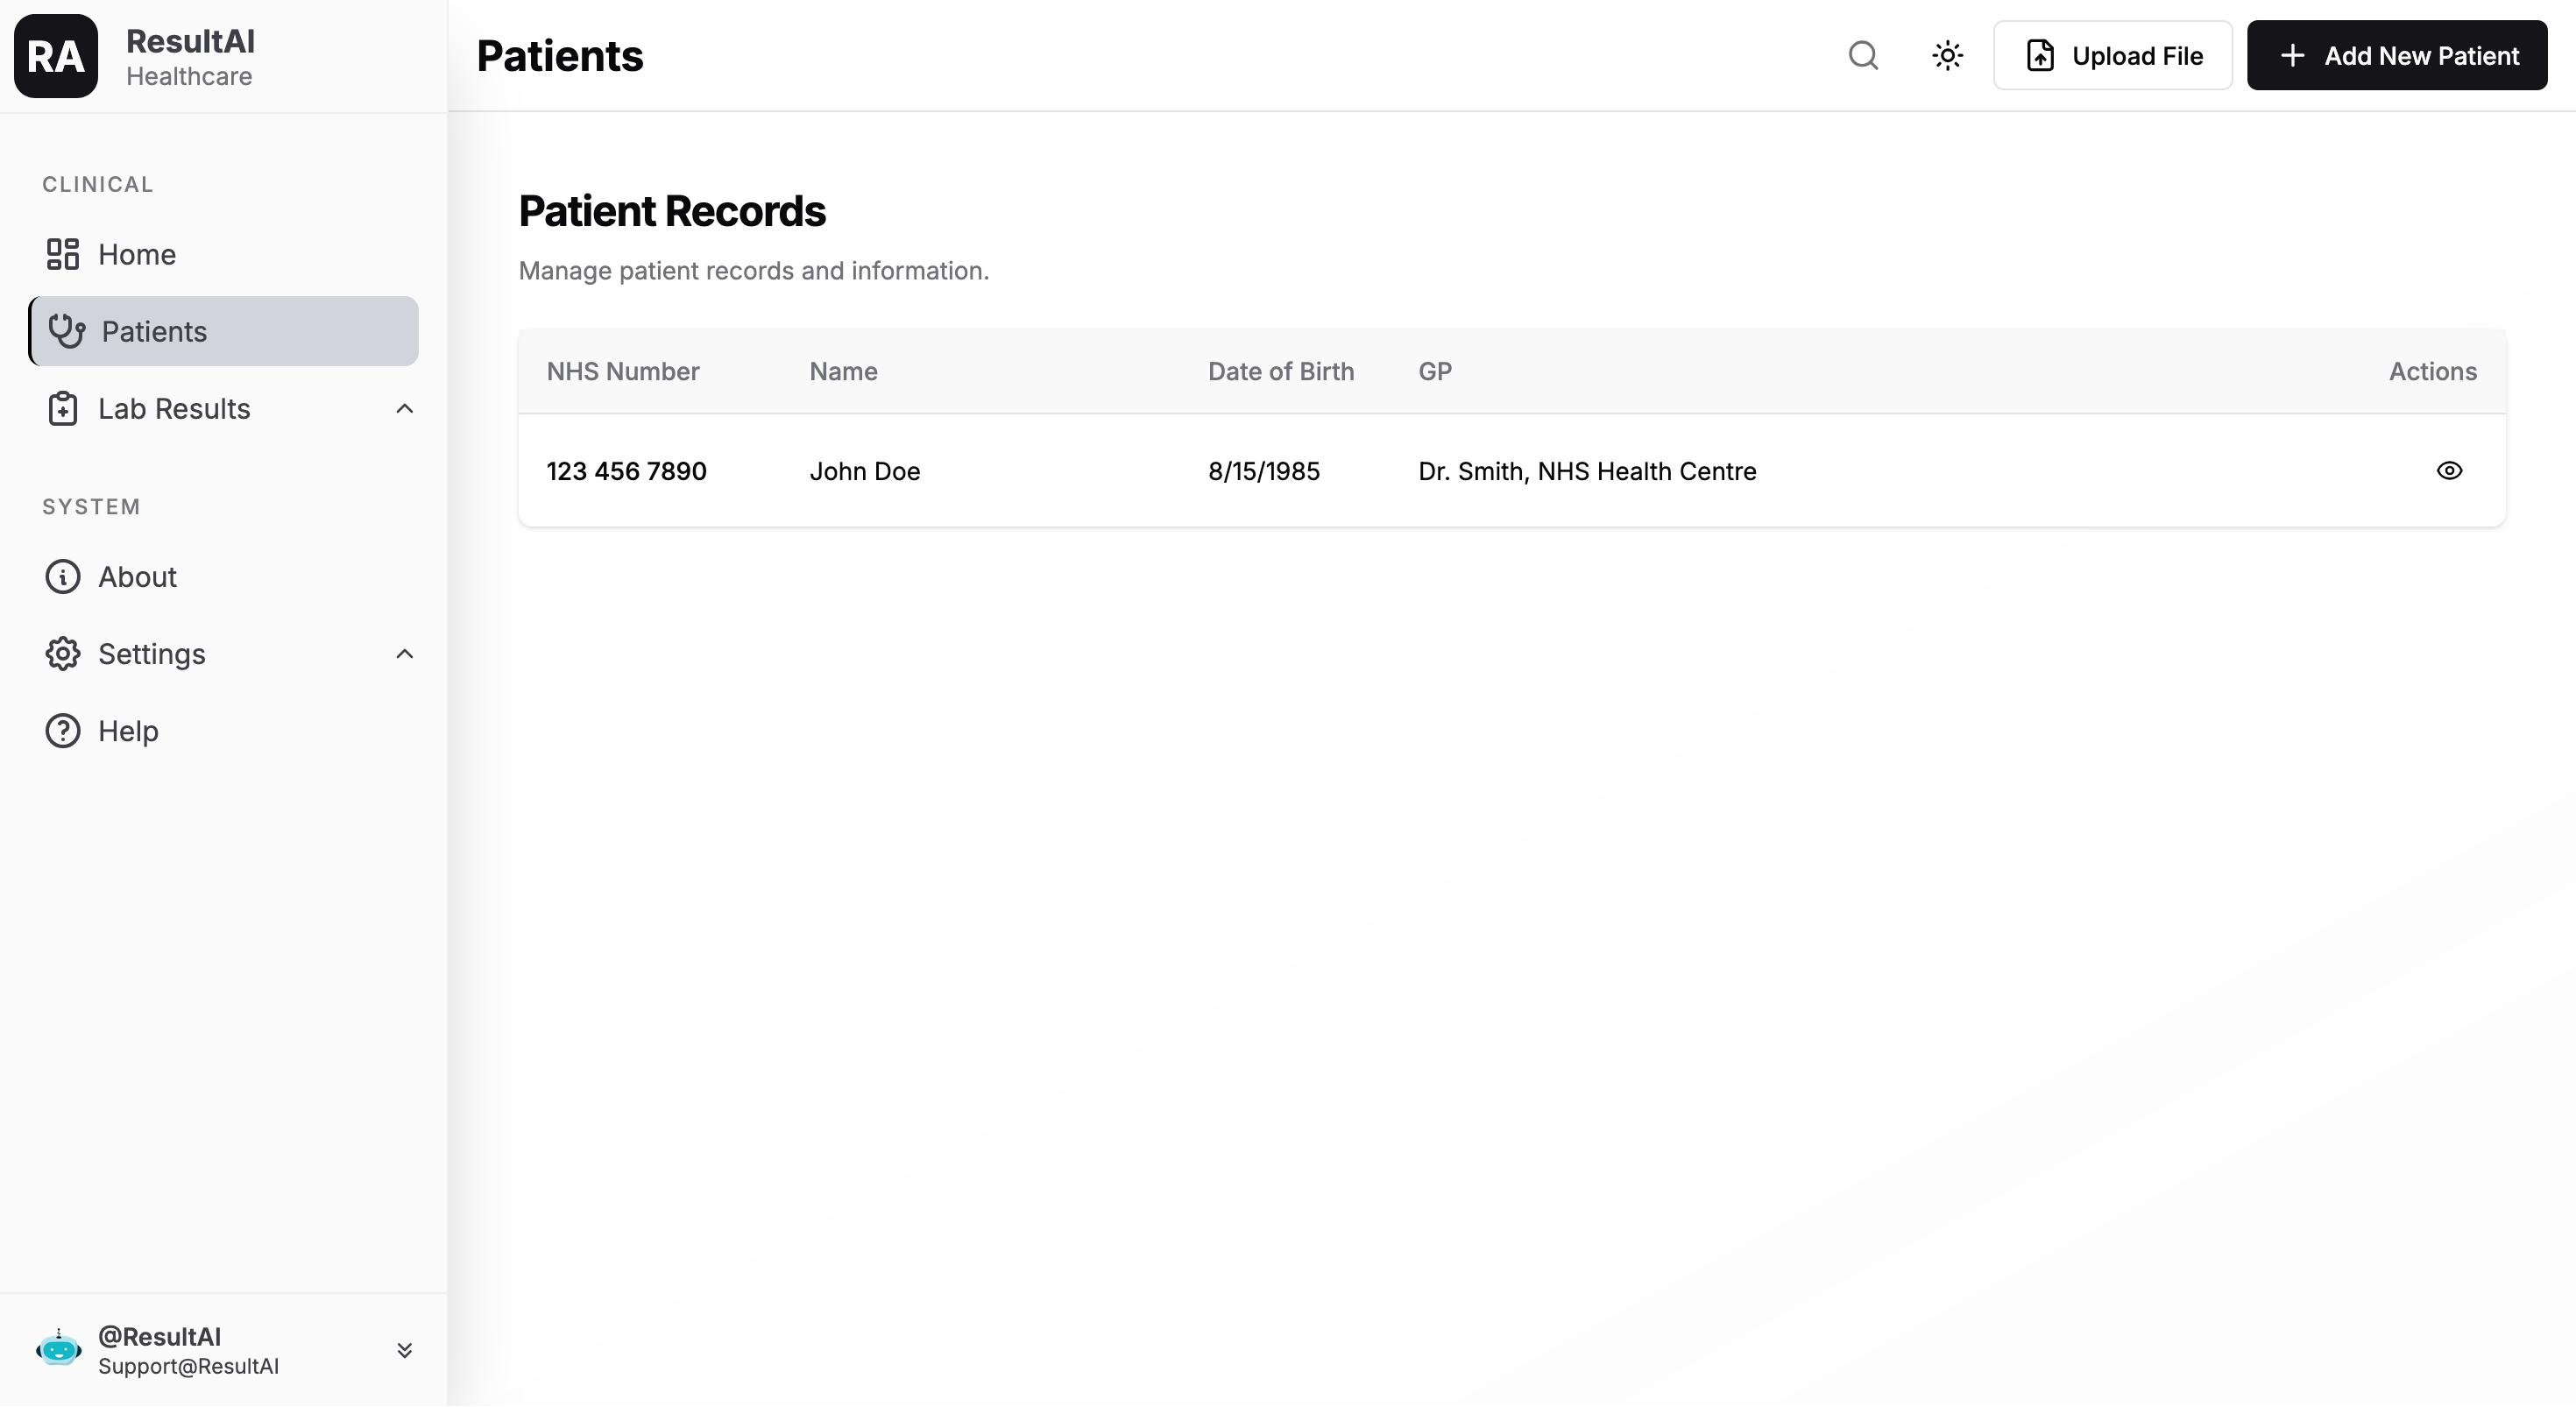 RA
ResultAI
Healthcare
CLINICAL
Home
Patients
Lab Results
SYSTEM
About
Settings
Help
@ResultAI
Support@ResultAI
Patients
Upload File
Add New Patient
Patient Records
Manage patient records and information.
NHS Number Name Date of Birth GP Actions
123 456 7890 John Doe 8/15/1985 Dr. Smith, NHS Health Centre